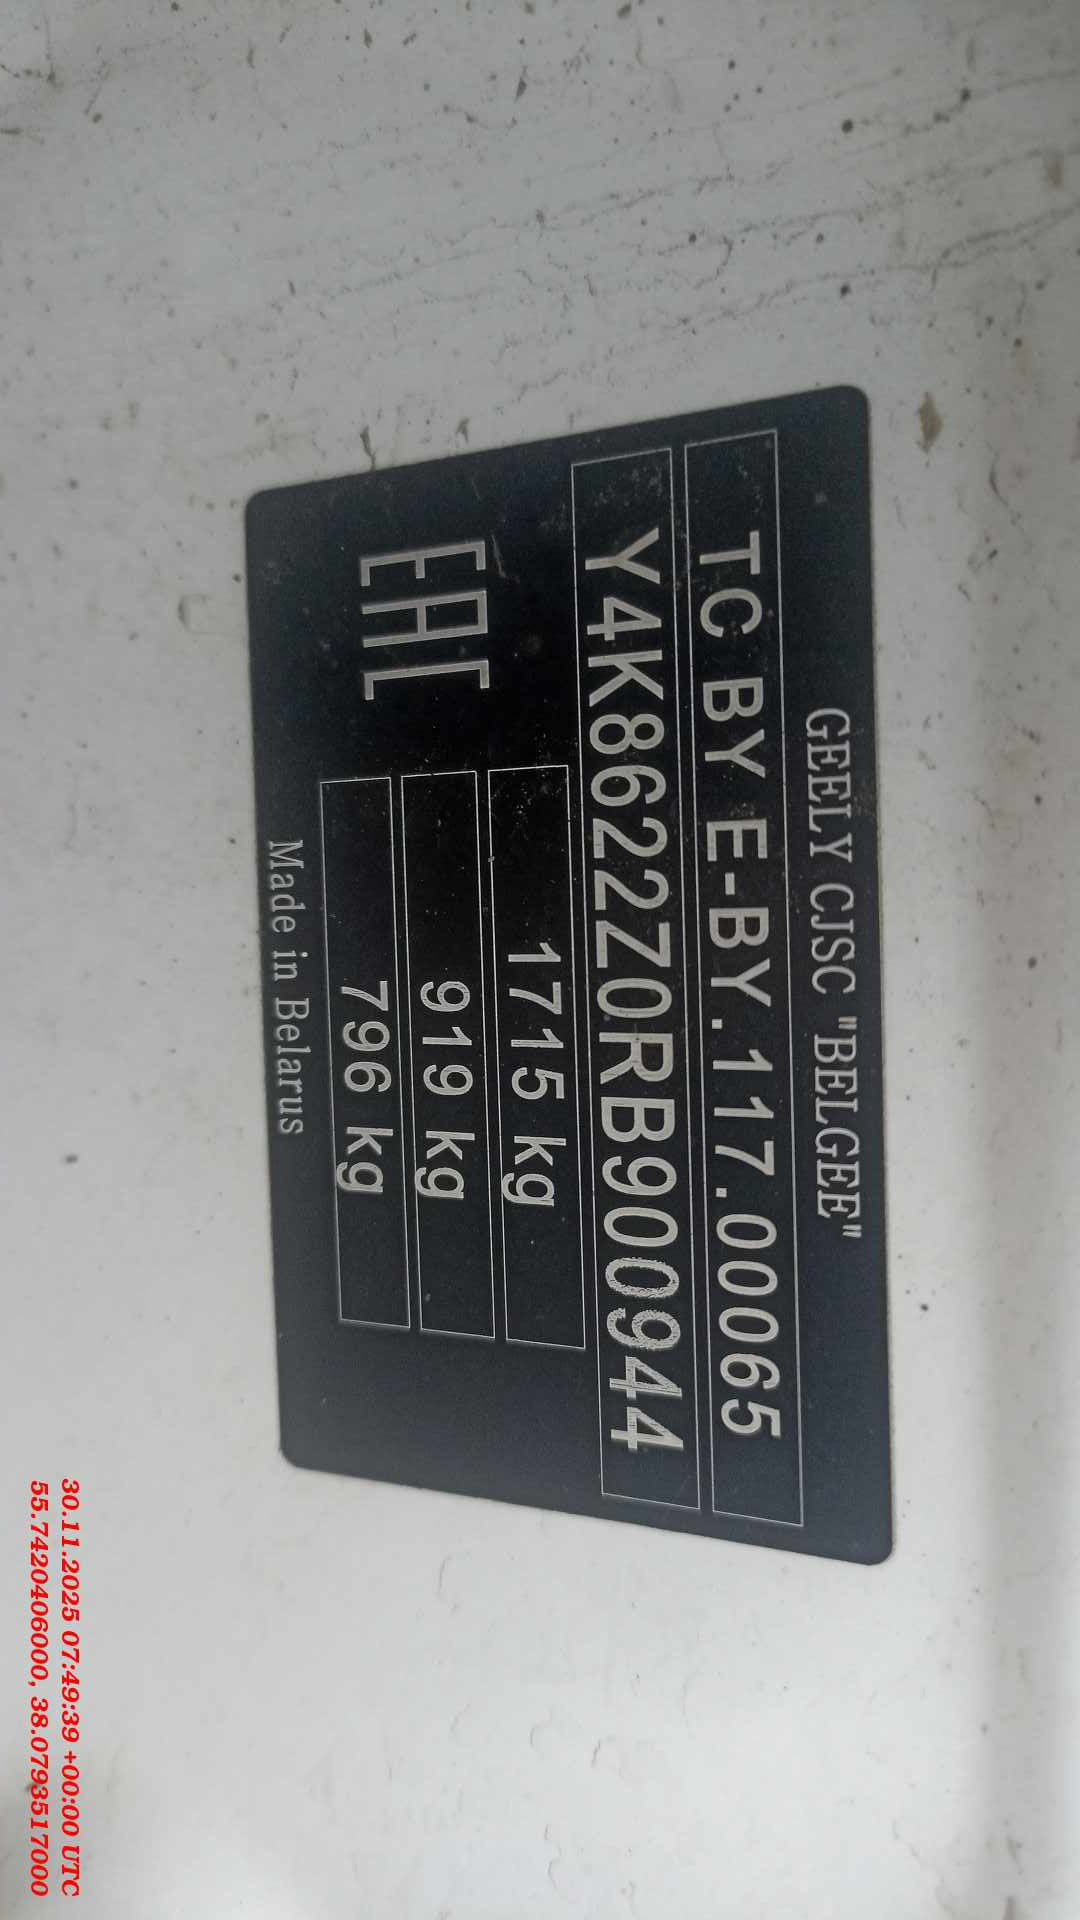 GEELY CJSC "BELGEE"
TC BY E-BY.117.00065
Y4K8622Z0RB900944
EAC
1715 kg
919 kg
796 kg
Made in Belarus
30.11.2025 07:49:39 +00:00 UTC
55.7420406000, 38.0793517000